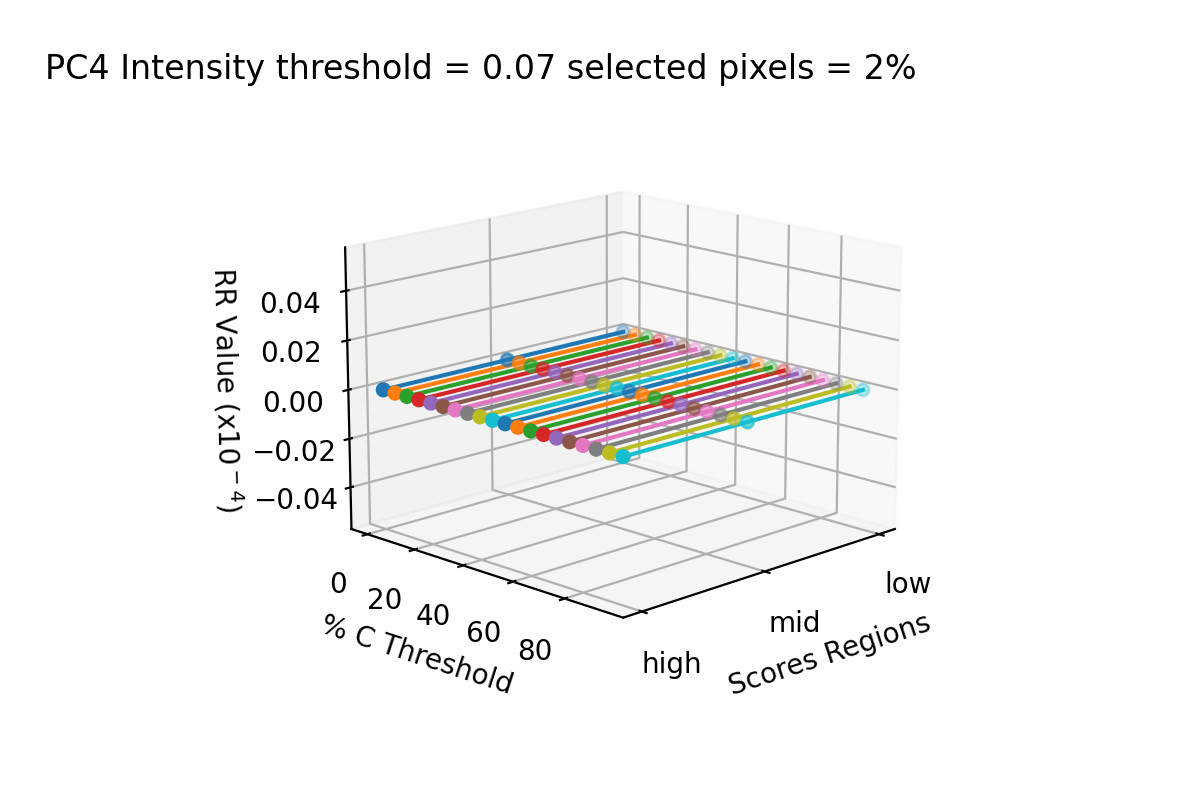 PC4 Intensity threshold = 0.07 selected pixels = 2%
RR Value (x10⁻⁴)
0.04
0.02
0.00
−0.02
−0.04
0
20
40
60
80
% C Threshold
high
mid
low
Scores Regions